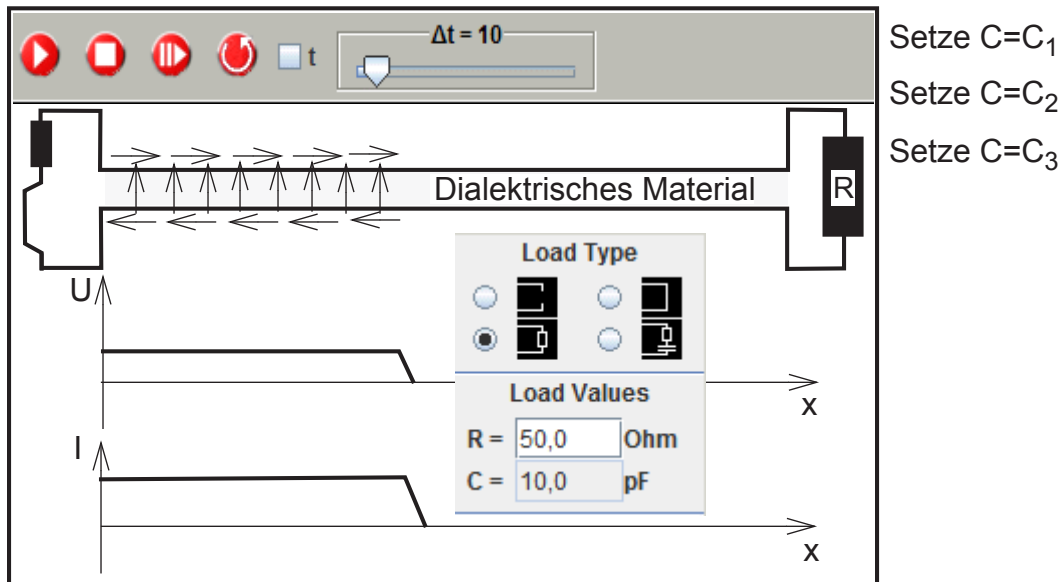 t
Δt = 10
Setze C=C₁
Setze C=C₂
Setze C=C₃
Dialektrisches Material
R
Load Type
U
x
Load Values
R = 50,0 Ohm
C = 10,0 pF
I
x